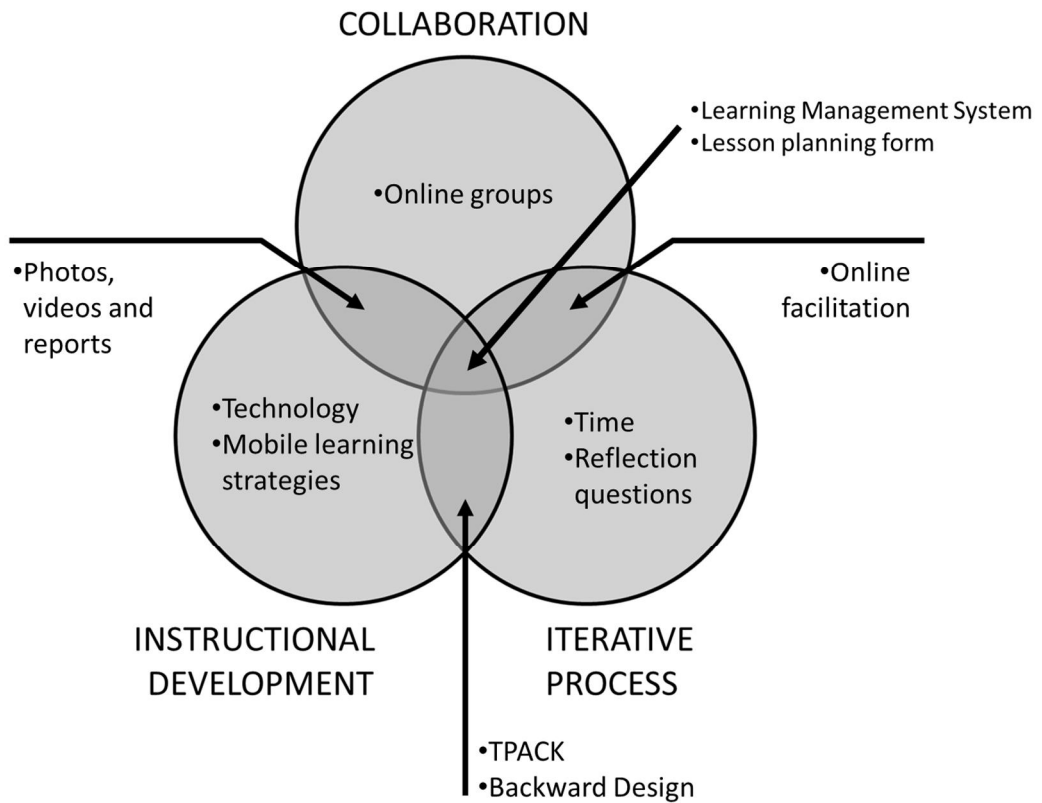 COLLABORATION
•Learning Management System
•Lesson planning form
•Online groups
•Photos,
videos and
reports
•Online
facilitation
•Technology
•Mobile learning
strategies
•Time
•Reflection
questions
INSTRUCTIONAL
DEVELOPMENT
ITERATIVE
PROCESS
•TPACK
•Backward Design